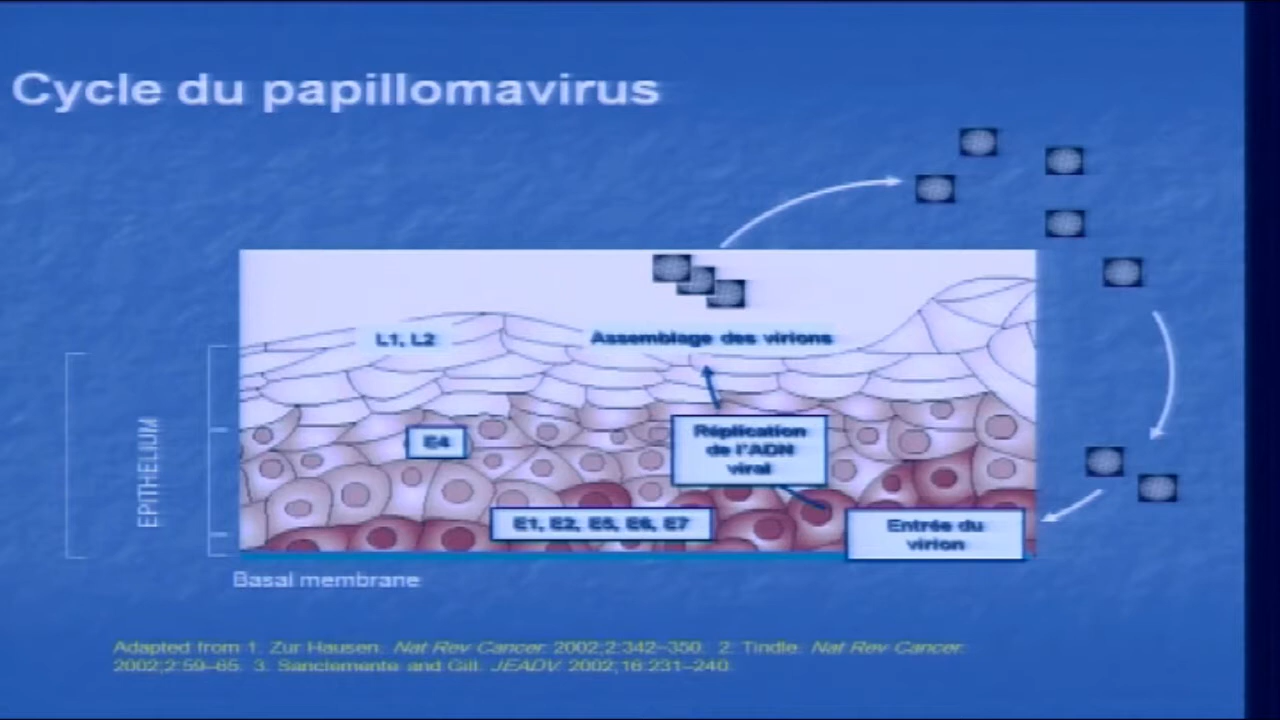 Cycle du papillomavirus
L1, L2
Assemblage des virions
E4
Réplication
de l'ADN
viral
EPITHELIUM
E1, E2, E5, E6, E7
Entrée du
virion
Basal membrane
Adapted from 1. Zur Hausen. Nat Rev Cancer. 2002;2:342–350. 2. Tindle. Nat Rev Cancer.
2002;2:59–65. 3. Sanclemente and Gill. JEADV. 2002;16:231–240.